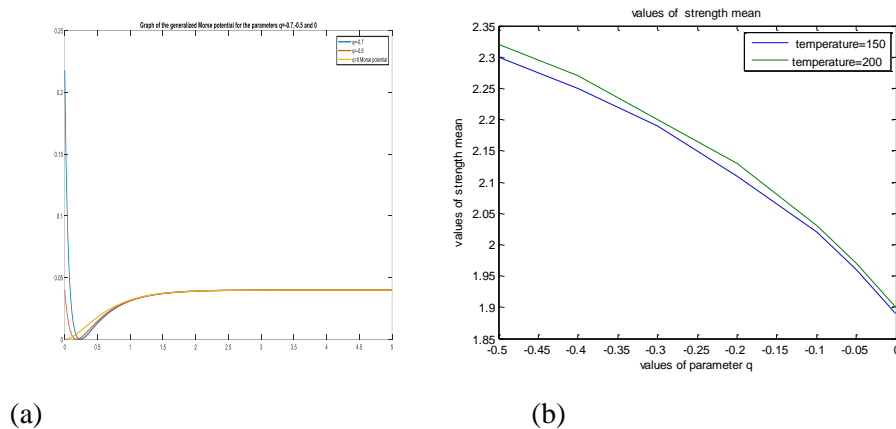 Graph of the generalized Morse potential for the parameters q=-0.7,-0.5 and 0
0.25
0.2
0.15
0.1
0.05
0
0 0.5 1 1.5 2 2.5 3 3.5 4 4.5 5
q=-0.7
q=-0.5
q=0 Morse potential
(a)
values of strength mean
2.35
2.3
2.25
2.2
2.15
2.1
2.05
2
1.95
1.9
1.85
-0.5 -0.45 -0.4 -0.35 -0.3 -0.25 -0.2 -0.15 -0.1 -0.05 0
values of parameter q
values of strength mean
temperature=150
temperature=200
(b)